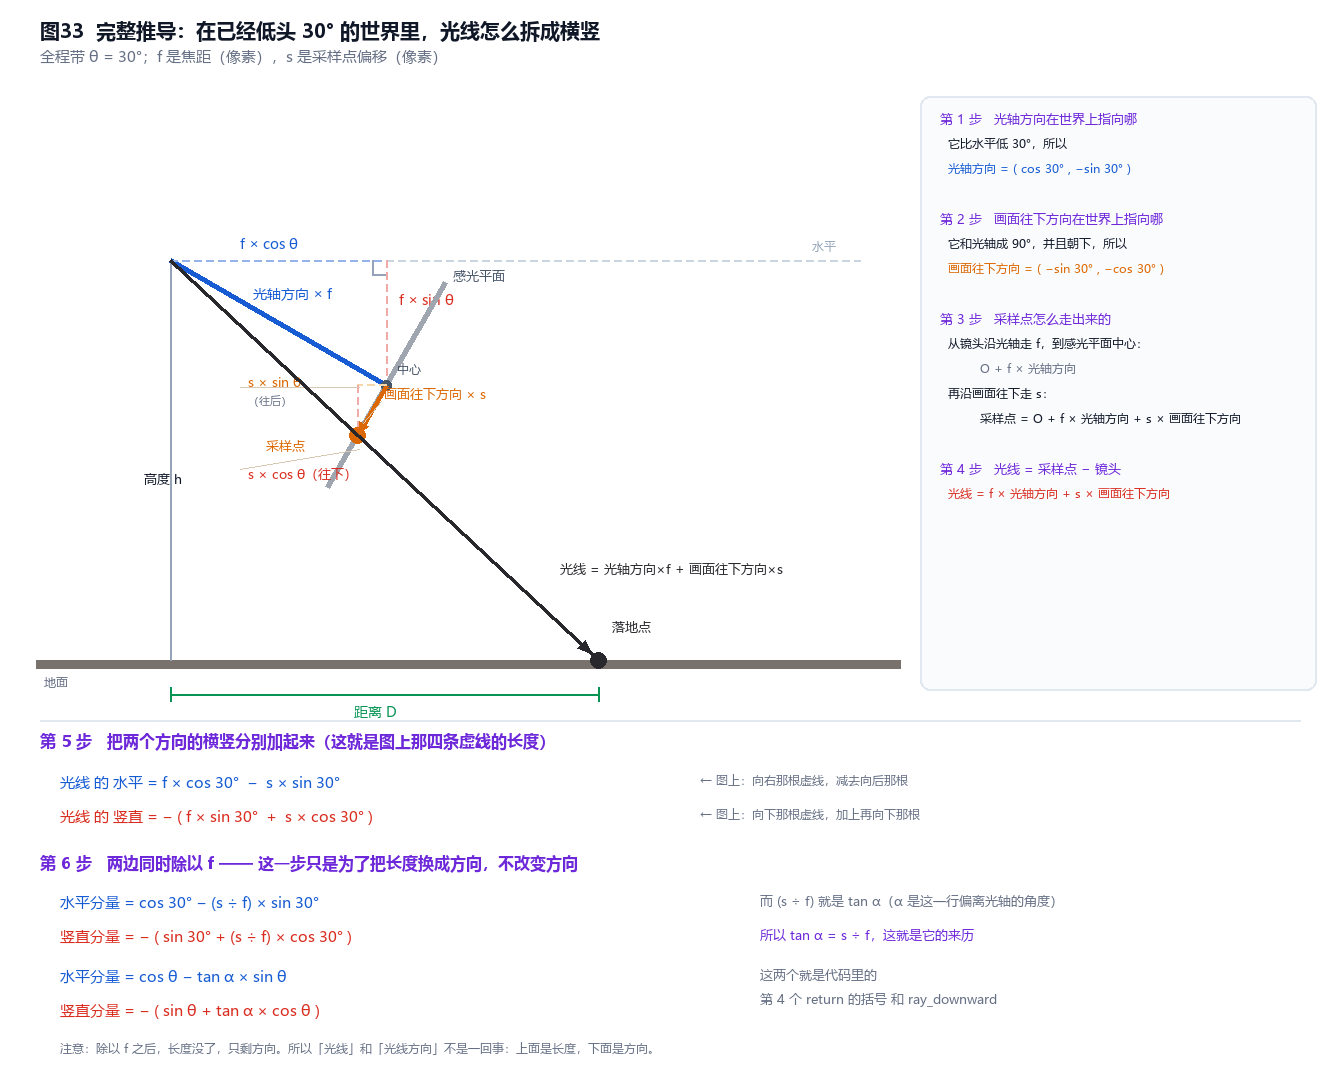 图33 完整推导：在已经低头 30° 的世界里，光线怎么拆成横竖
全程带 θ = 30°；f 是焦距（像素），s 是采样点偏移（像素）
f × cos θ
水平
感光平面
光轴方向 × f
f × sin θ
中心
s × sin θ
画面往下方向 × s
（往后）
采样点
s × cos θ（往下）
高度 h
光线 = 光轴方向×f + 画面往下方向×s
落地点
地面
距离 D
第 1 步 光轴方向在世界上指向哪
它比水平低 30°，所以
光轴方向 = ( cos 30° , −sin 30° )
第 2 步 画面往下方向在世界上指向哪
它和光轴成 90°，并且朝下，所以
画面往下方向 = ( −sin 30° , −cos 30° )
第 3 步 采样点怎么走出来的
从镜头沿光轴走 f，到感光平面中心：
O + f × 光轴方向
再沿画面往下走 s：
采样点 = O + f × 光轴方向 + s × 画面往下方向
第 4 步 光线 = 采样点 − 镜头
光线 = f × 光轴方向 + s × 画面往下方向
第 5 步 把两个方向的横竖分别加起来（这就是图上那四条虚线的长度）
光线 的 水平 = f × cos 30° − s × sin 30°
← 图上：向右那根虚线，减去向后那根
光线 的 竖直 = − ( f × sin 30° + s × cos 30° )
← 图上：向下那根虚线，加上再向下那根
第 6 步 两边同时除以 f —— 这一步只是为了把长度换成方向，不改变方向
水平分量 = cos 30° − (s ÷ f) × sin 30°
而 (s ÷ f) 就是 tan α（α 是这一行偏离光轴的角度）
竖直分量 = − ( sin 30° + (s ÷ f) × cos 30° )
所以 tan α = s ÷ f，这就是它的来历
水平分量 = cos θ − tan α × sin θ
这两个就是代码里的
竖直分量 = − ( sin θ + tan α × cos θ )
第 4 个 return 的括号 和 ray_downward
注意：除以 f 之后，长度没了，只剩方向。所以「光线」和「光线方向」不是一回事：上面是长度，下面是方向。